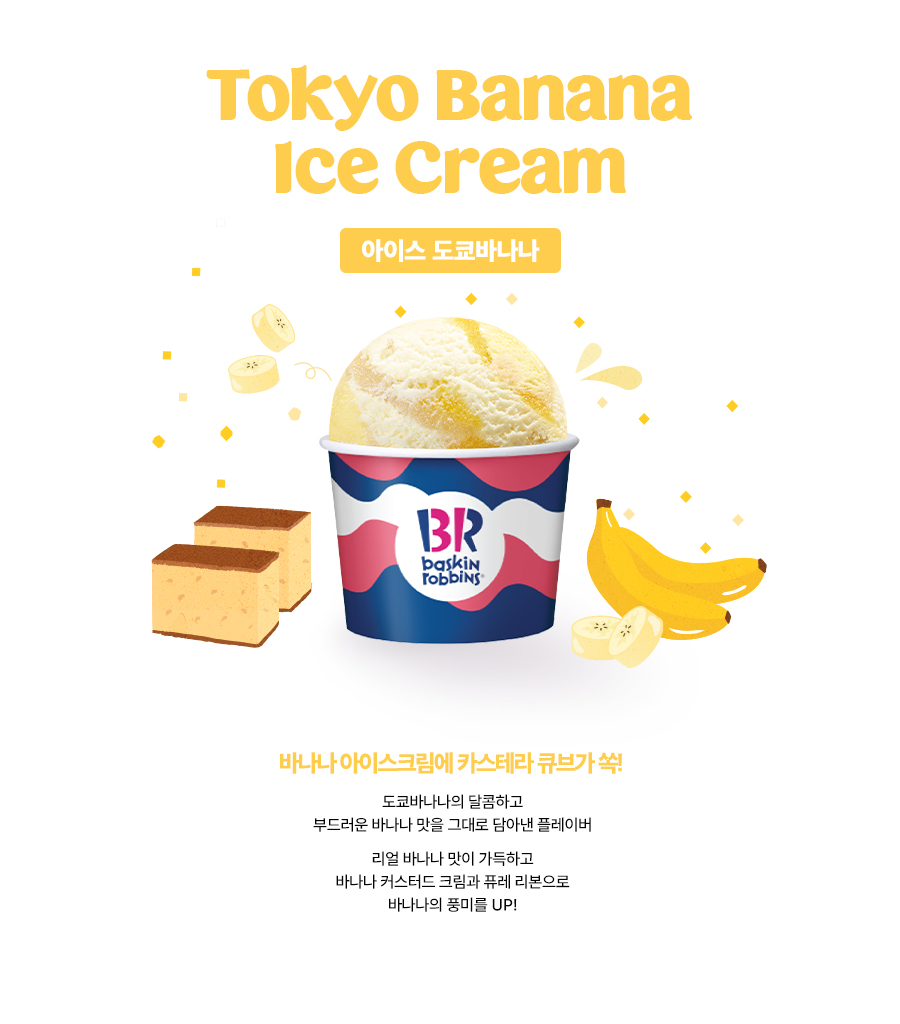 Tokyo Banana
Ice Cream
아이스 도쿄바나나
BR
baskin
robbins®
바나나 아이스크림에 카스테라 큐브가 쏙!
도쿄바나나의 달콤하고
부드러운 바나나 맛을 그대로 담아낸 플레이버
리얼 바나나 맛이 가득하고
바나나 커스터드 크림과 퓨레 리본으로
바나나의 풍미를 UP!